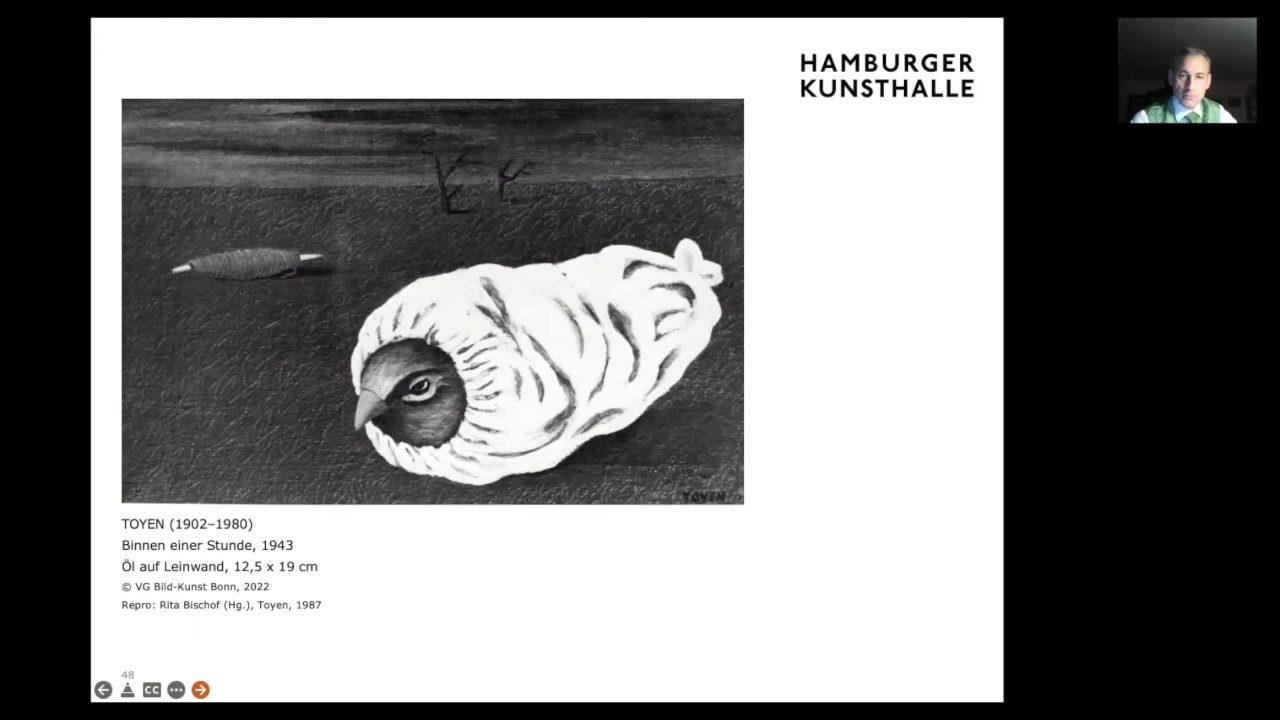 HAMBURGER
KUNSTHALLE
TOYEN
TOYEN (1902–1980)
Binnen einer Stunde, 1943
Öl auf Leinwand, 12,5 x 19 cm
© VG Bild-Kunst Bonn, 2022
Repro: Rita Bischof (Hg.), Toyen, 1987
48
CC